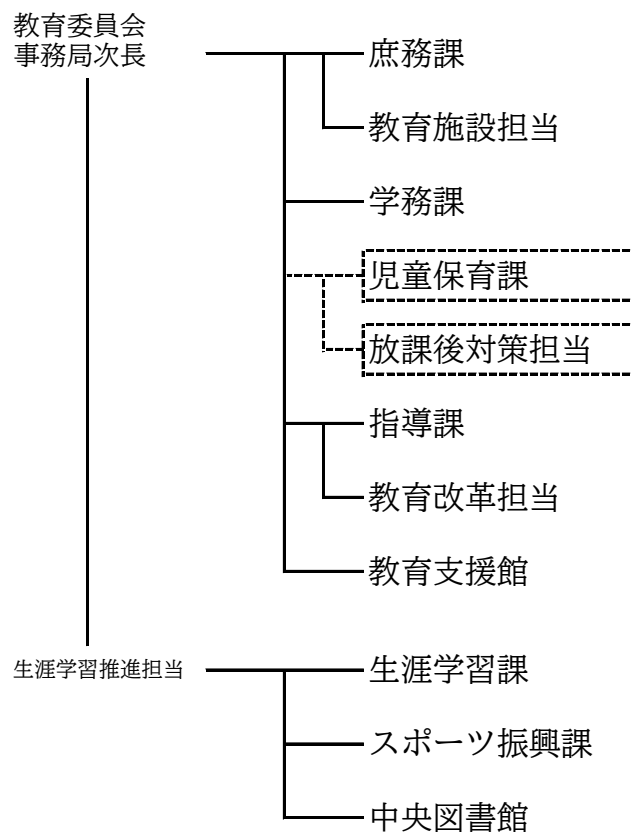 教育委員会
事務局次長
庶務課
教育施設担当
学務課
児童保育課
放課後対策担当
指導課
教育改革担当
教育支援館
生涯学習推進担当
生涯学習課
スポーツ振興課
中央図書館